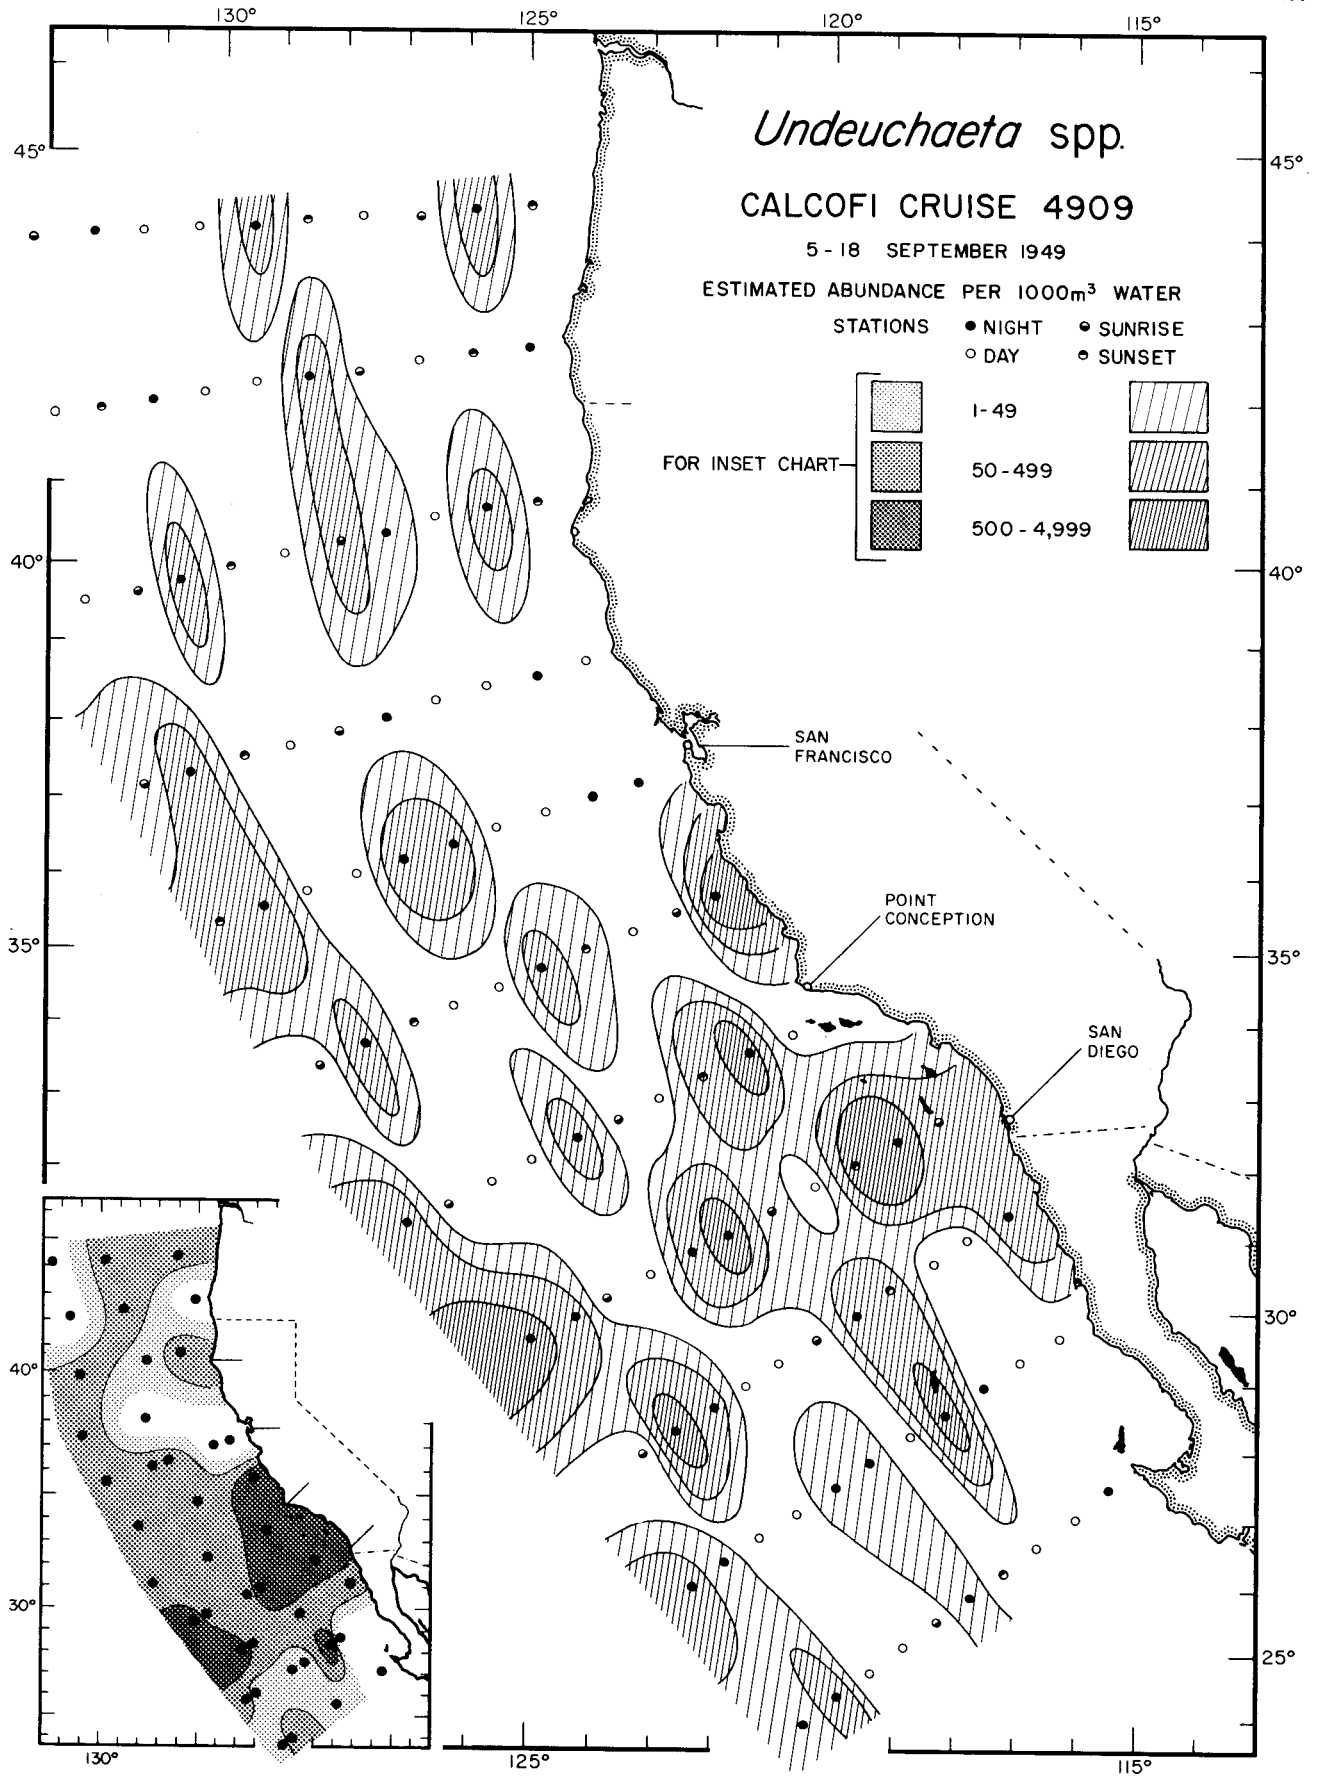 130°
125°
120°
115°
Undeuchaeta spp.
CALCOFI CRUISE 4909
5-18 SEPTEMBER 1949
ESTIMATED ABUNDANCE PER 1000m³ WATER
STATIONS ● NIGHT ◒ SUNRISE
○ DAY ◓ SUNSET
1-49
FOR INSET CHART
50-499
500-4,999
45°
45°
40°
40°
SAN
FRANCISCO
POINT
CONCEPTION
35°
35°
SAN
DIEGO
30°
40°
30°
25°
130°
125°
115°